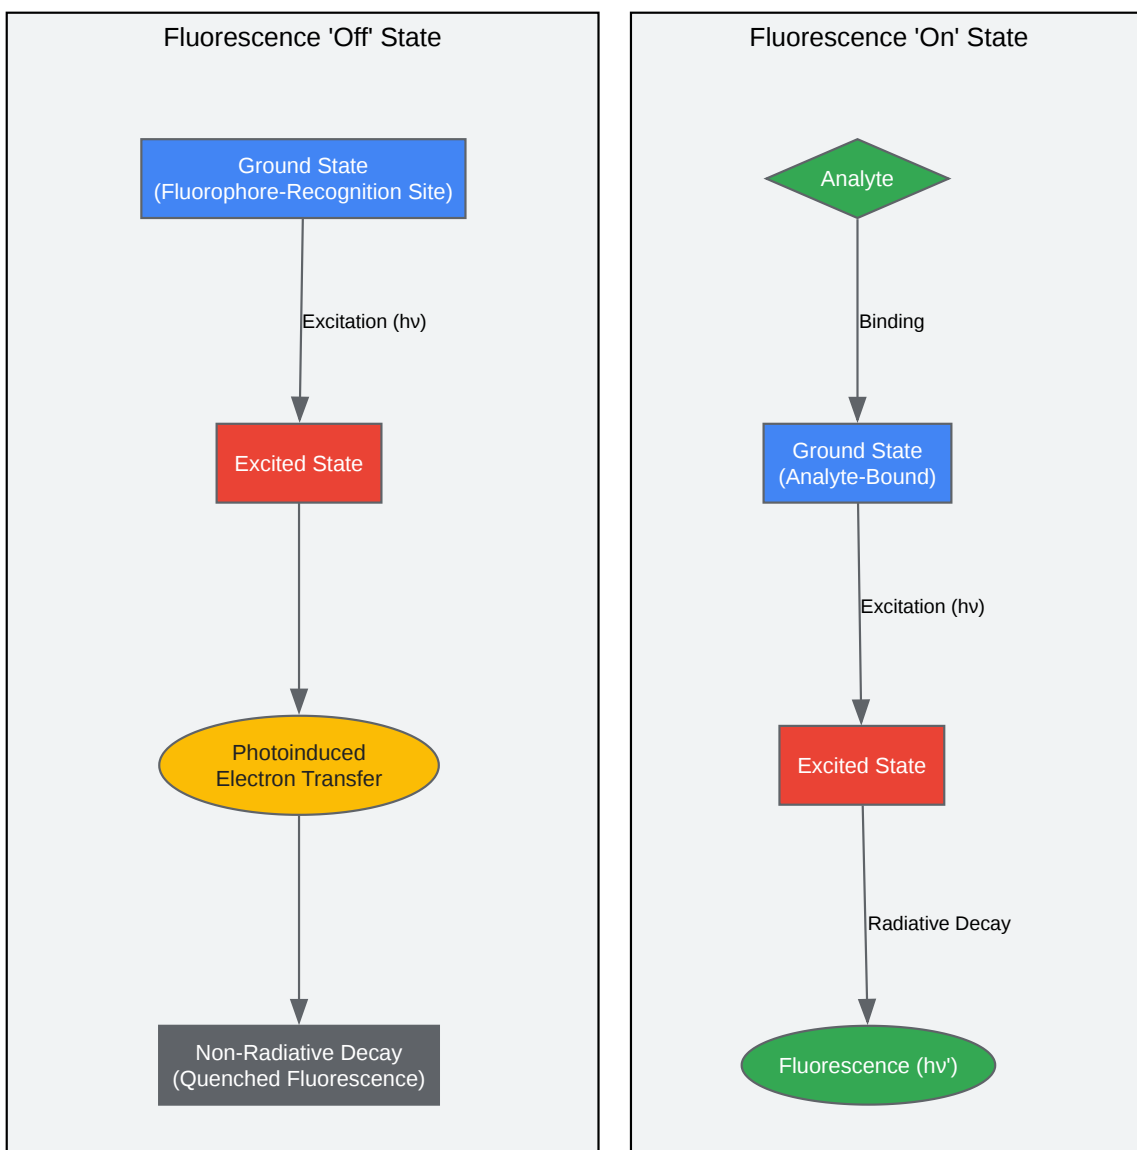 Fluorescence 'Off' State
Ground State
(Fluorophore-Recognition Site)
Excitation (hν)
Excited State
Photoinduced
Electron Transfer
Non-Radiative Decay
(Quenched Fluorescence)
Fluorescence 'On' State
Analyte
Binding
Ground State
(Analyte-Bound)
Excitation (hν)
Excited State
Radiative Decay
Fluorescence (hν')